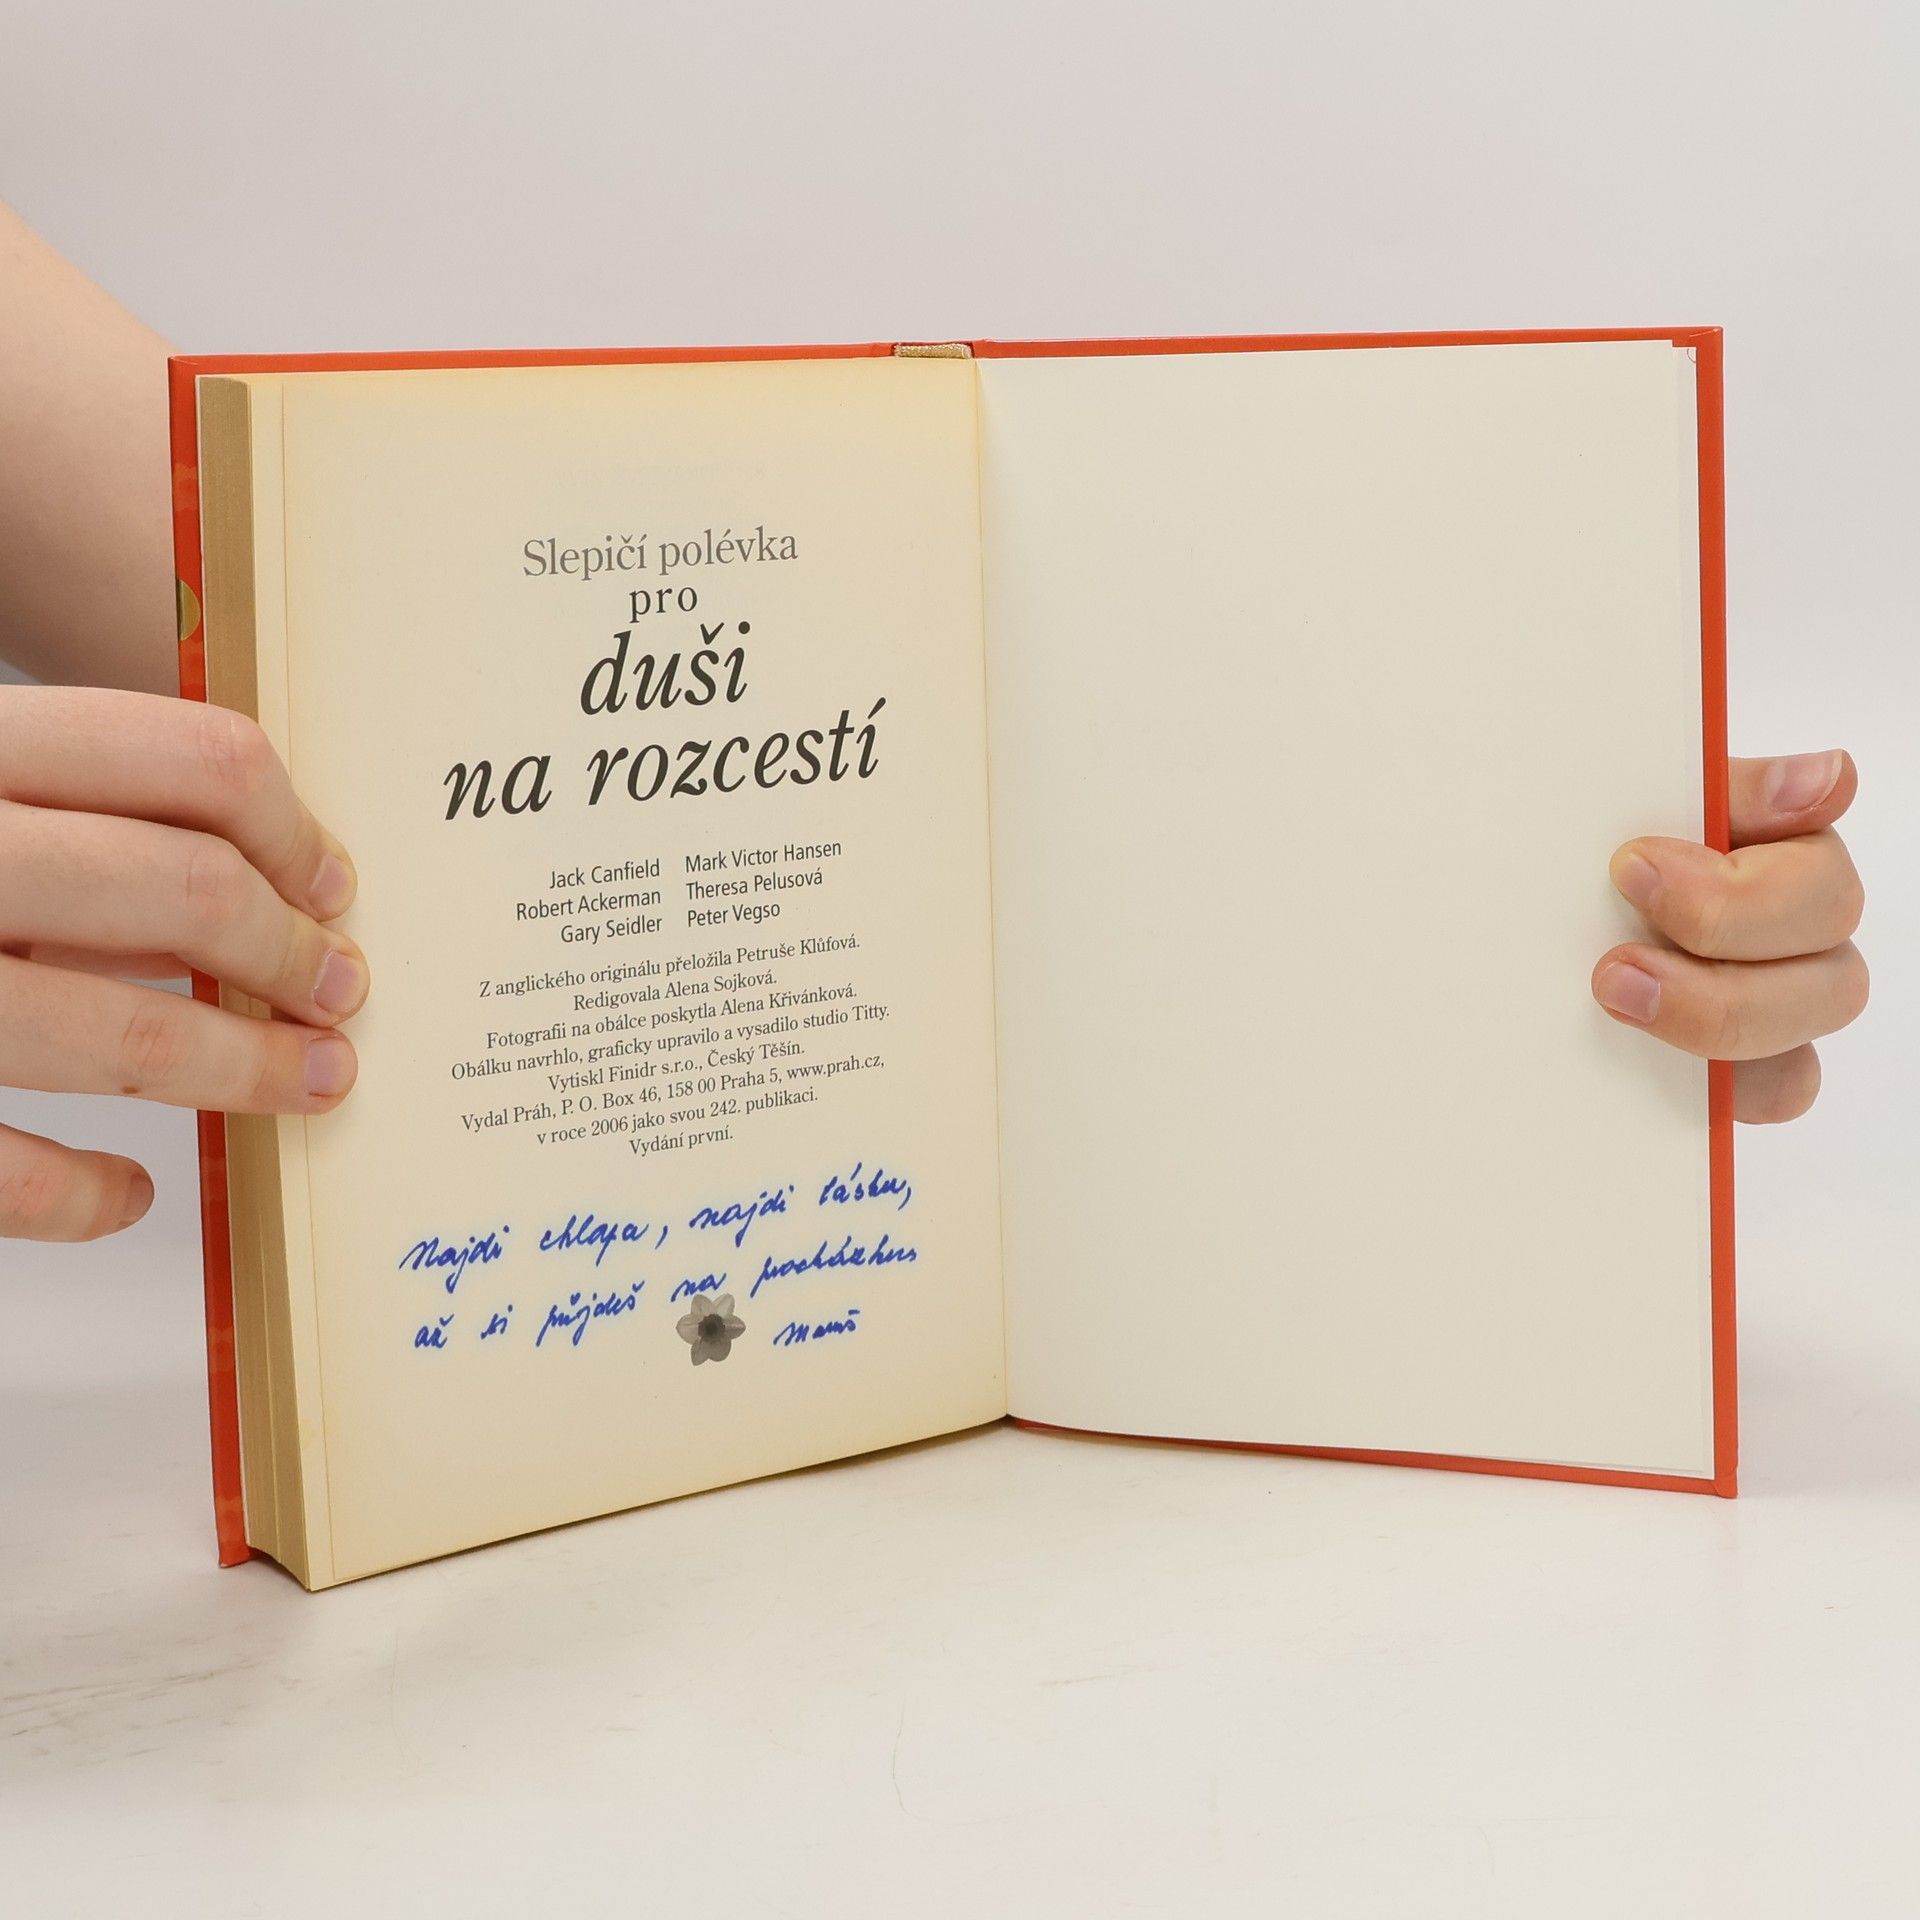 Slepičí polévka
pro
duši
na rozcestí
Jack Canfield Mark Victor Hansen
Robert Ackerman Theresa Pelusová
Gary Seidler Peter Vegso
Z anglického originálu přeložila Petruše Klůfová.
Redigovala Alena Sojková.
Fotografii na obálce poskytla Alena Křivánková.
Obálku navrhlo, graficky upravilo a vysadilo studio Titty.
Vytiskl Finidr s.r.o., Český Těšín.
Vydal Práh, P. O. Box 46, 158 00 Praha 5, www.prah.cz,
v roce 2006 jako svou 242. publikaci.
Vydání první.
Najdi chlapa, najdi lásku,
až si půjdeš na procházku